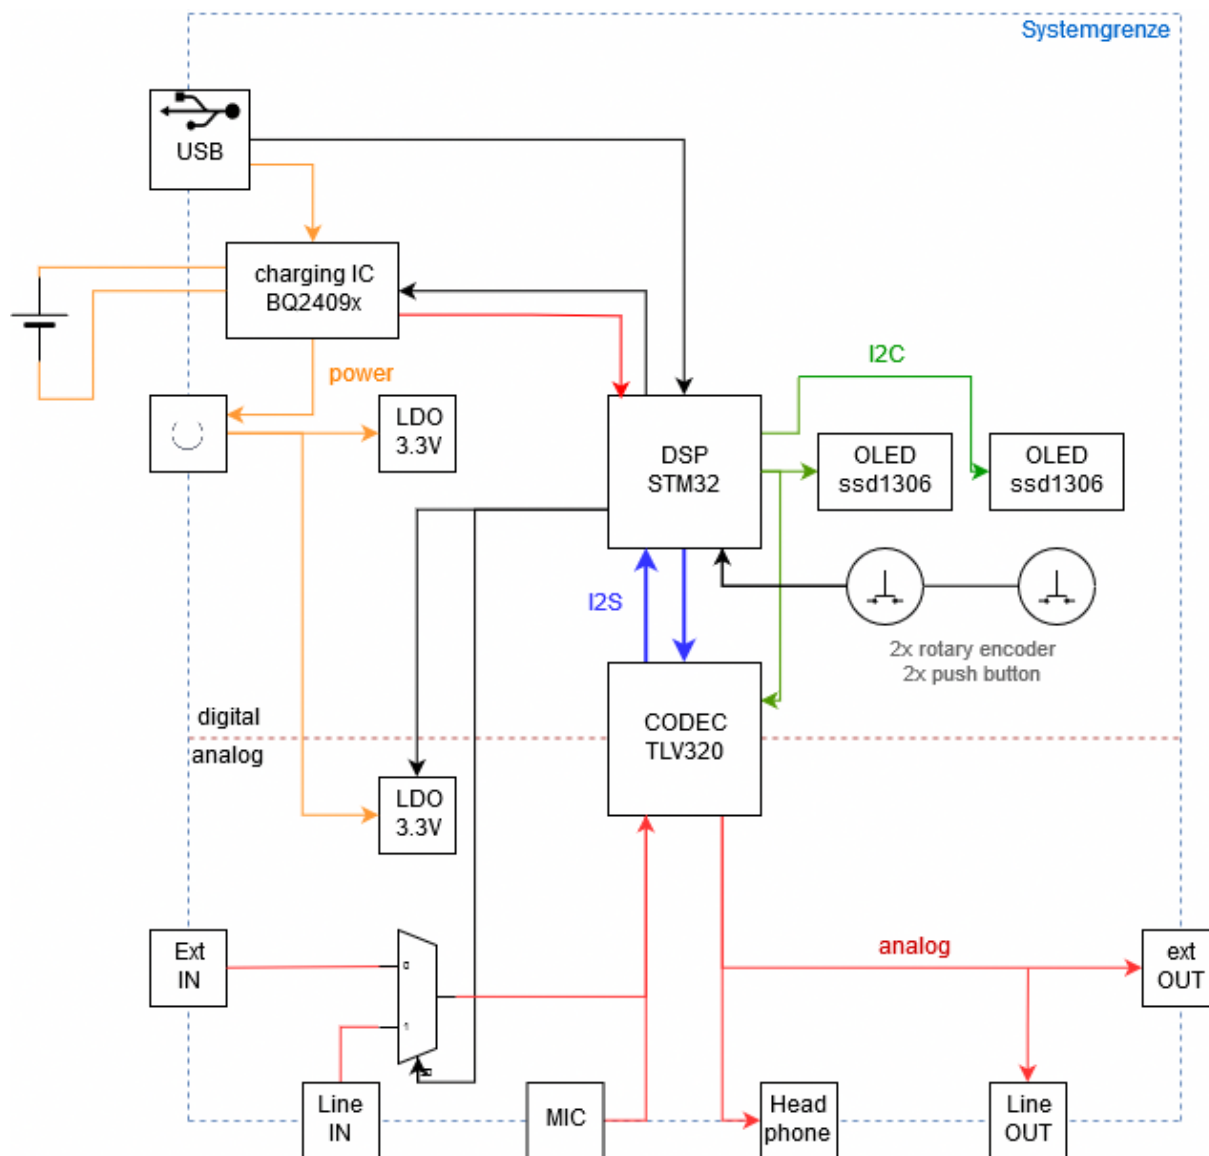 Systemgrenze
USB
charging IC
BQ2409x
power
LDO
3.3V
DSP
STM32
I2C
OLED
ssd1306
OLED
ssd1306
I2S
2x rotary encoder
2x push button
digital
analog
CODEC
TLV320
LDO
3.3V
Ext
IN
0
1
analog
ext
OUT
Line
IN
MIC
Head
phone
Line
OUT